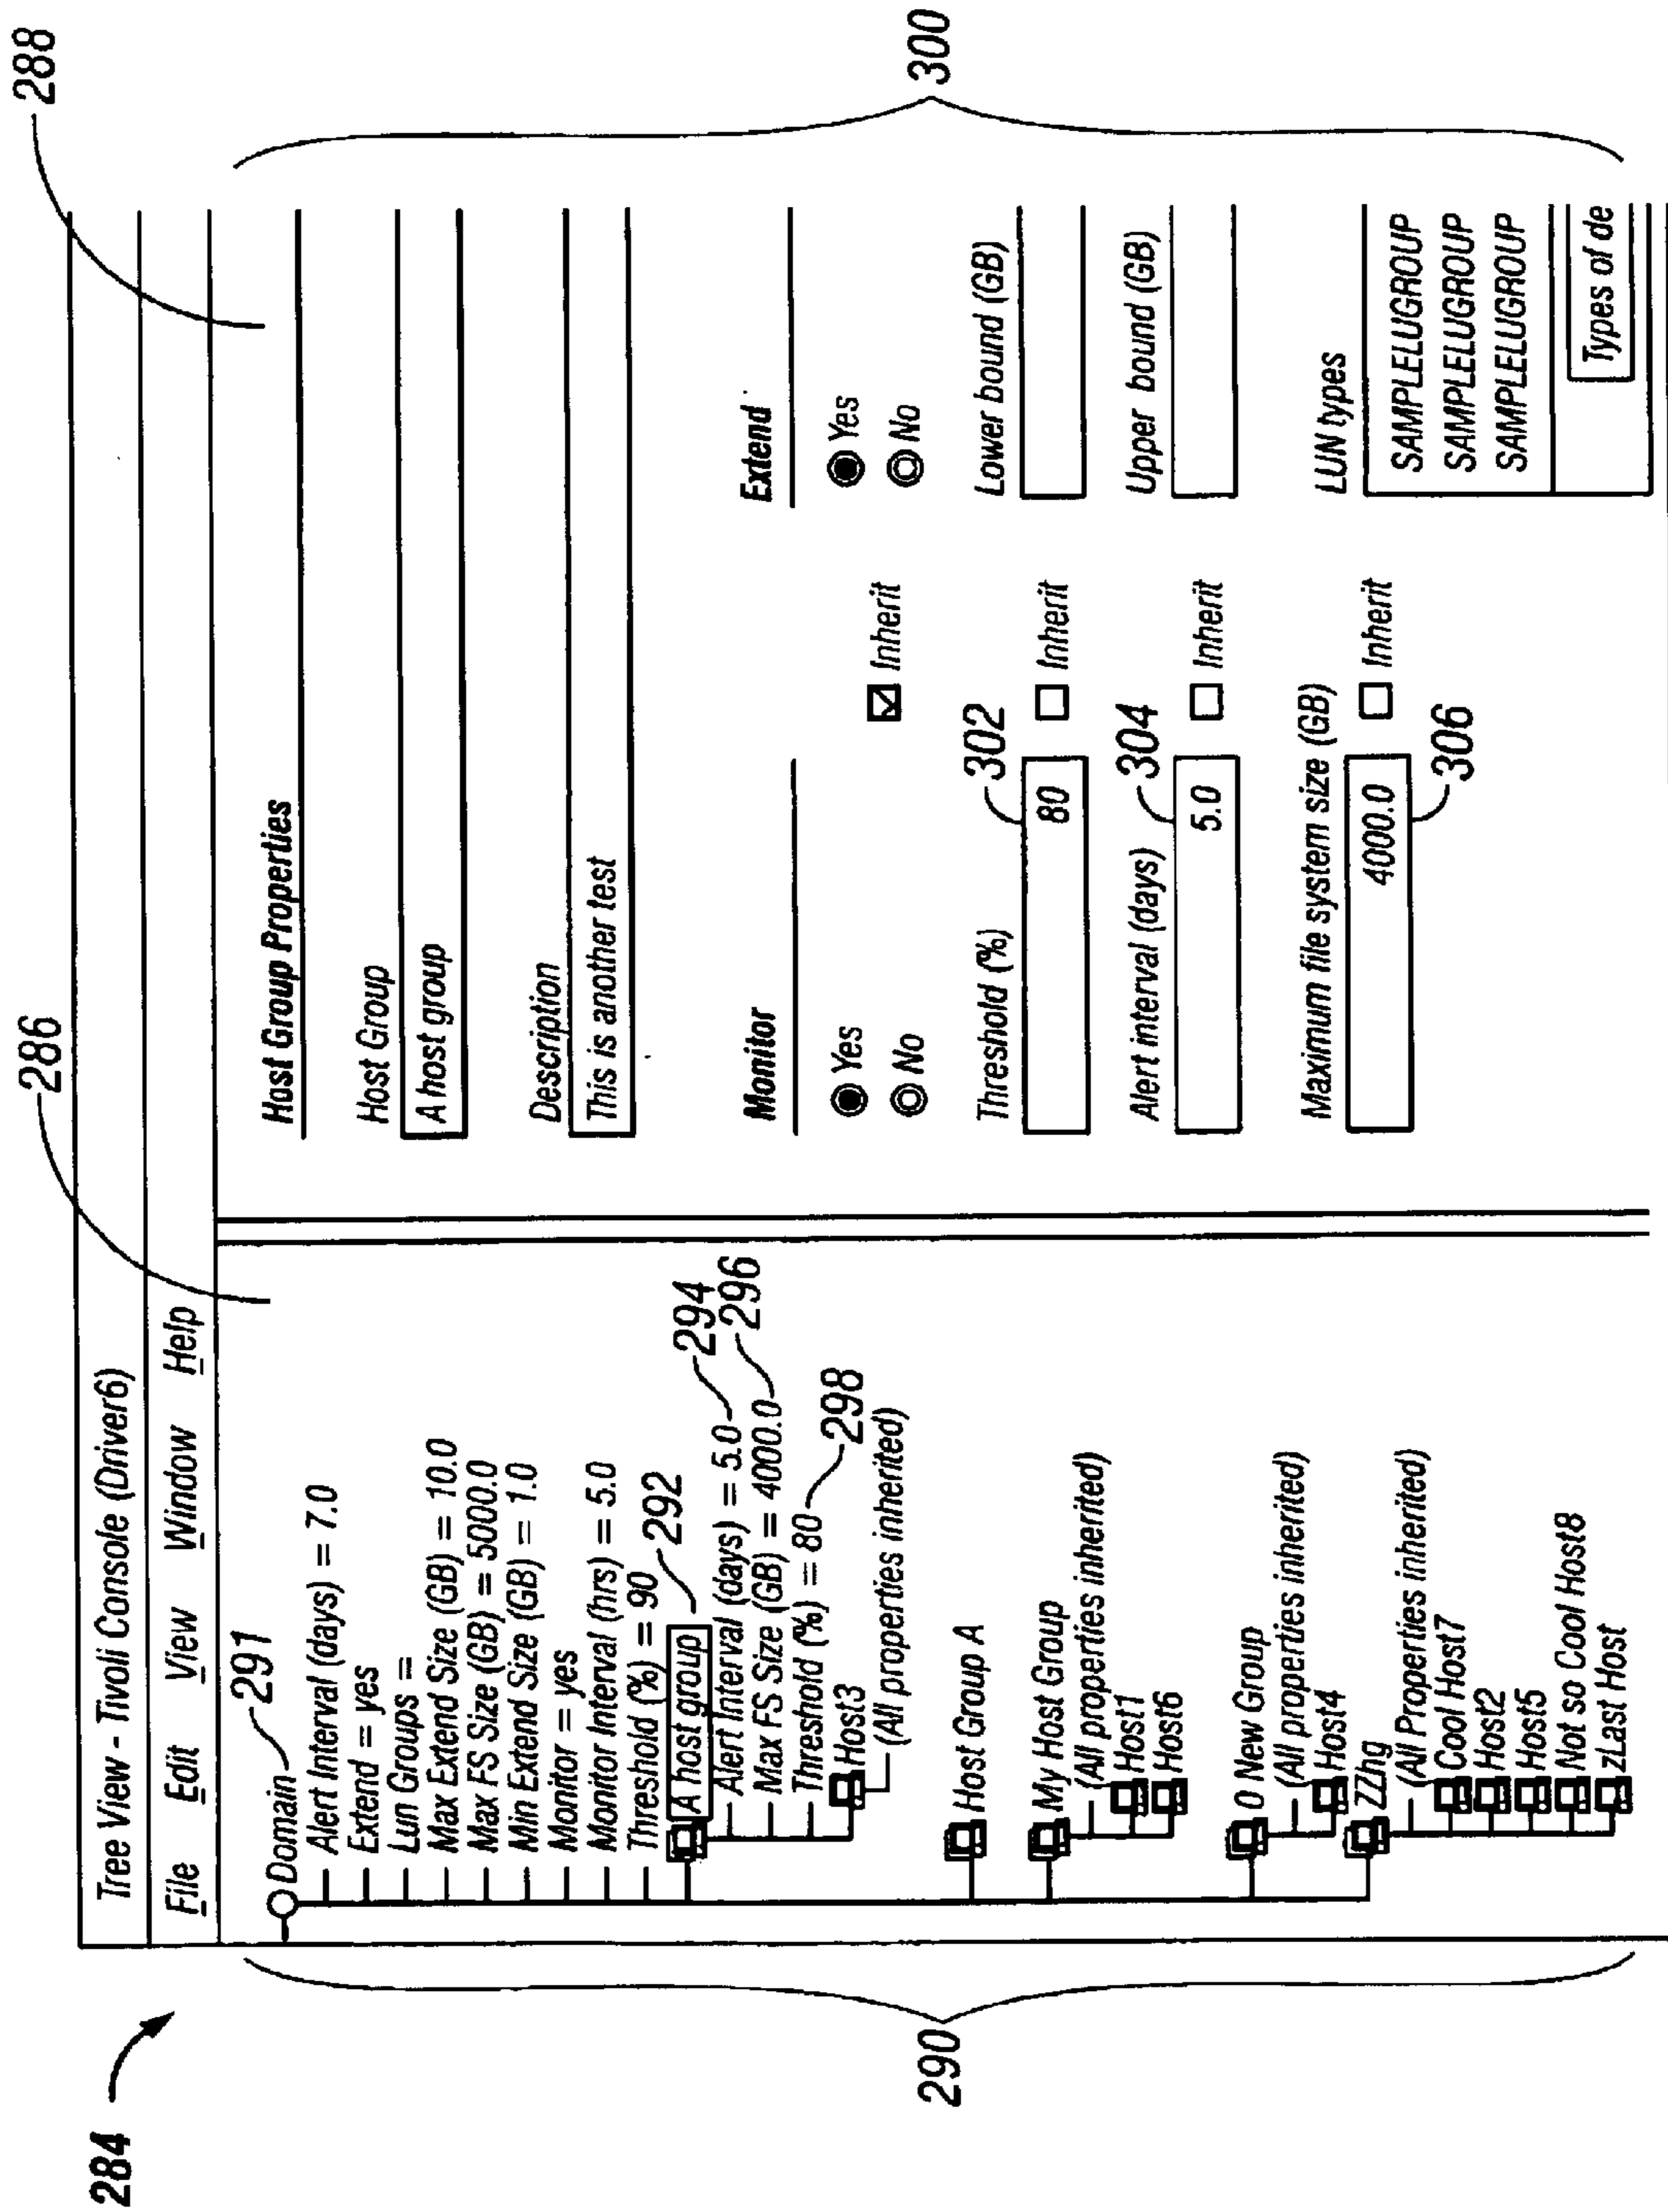 284
286
288
Tree View - Tivoli Console (Driver6)
File Edit View Window Help
290
Domain 291
Alert Interval (days) = 7.0
Extend = yes
Lun Groups =
Max Extend Size (GB) = 10.0
Max FS Size (GB) = 5000.0
Min Extend Size (GB) = 1.0
Monitor = yes
Monitor Interval (hrs) = 5.0
Threshold (%) = 90
A host group 292
Alert Interval (days) = 5.0 294
Max FS Size (GB) = 4000.0 296
Threshold (%) = 80 298
Host3
(All properties inherited)
Host Group A
My Host Group
(All properties inherited)
Host1
Host6
O New Group
(All properties inherited)
Host4
ZZhg
(All Properties inherited)
Cool Host7
Host2
Host5
Not so Cool Host8
zLast Host
Host Group Properties
Host Group
A host group
Description
This is another test
Monitor
Yes
No
Inherit
Threshold (%) 302
80
Inherit
Alert interval (days) 304
5.0
Inherit
Maximum file system size (GB)
4000.0
Inherit
306
Extend
Yes
No
Lower bound (GB)
Upper bound (GB)
LUN types
SAMPLELUGROUP
SAMPLELUGROUP
SAMPLELUGROUP
Types of de
300